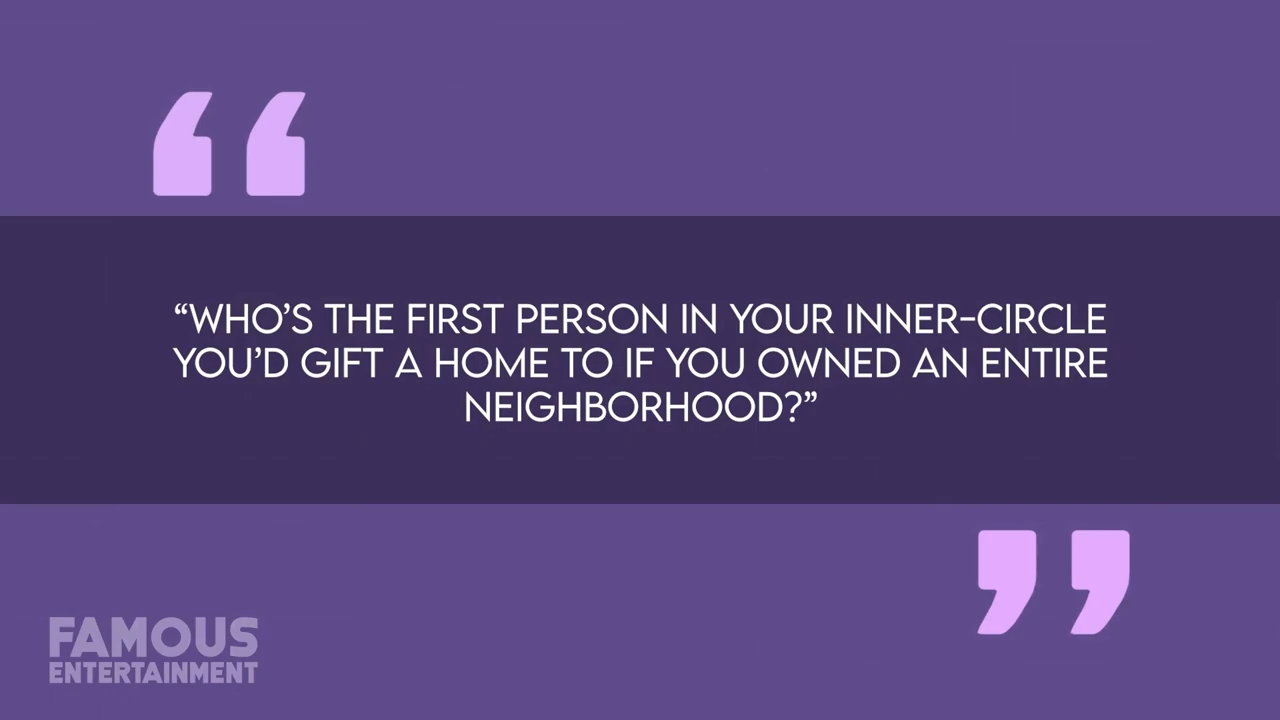 “WHO’S THE FIRST PERSON IN YOUR INNER-CIRCLE
YOU’D GIFT A HOME TO IF YOU OWNED AN ENTIRE
NEIGHBORHOOD?”
FAMOUS
ENTERTAINMENT